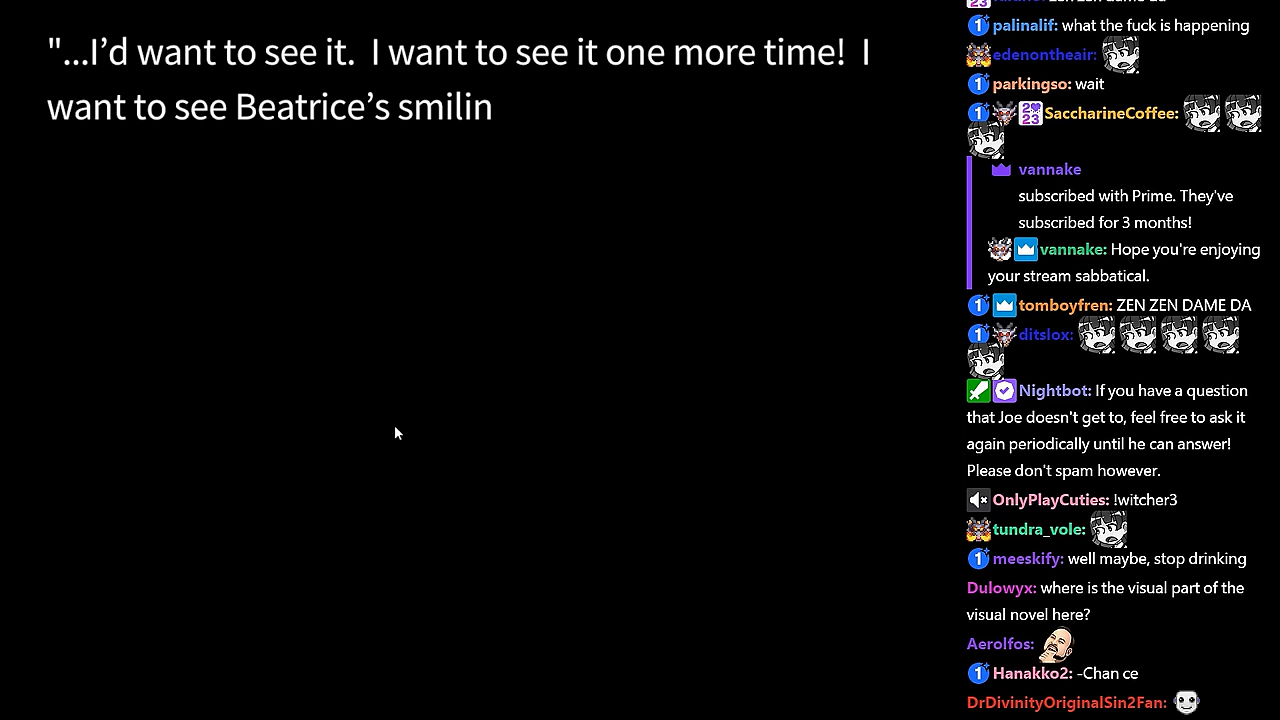 "...I’d want to see it.  I want to see it one more time!  I
want to see Beatrice’s smilin
palinalif: what the fuck is happening
edenontheair:
parkingso: wait
SaccharineCoffee:
vannake
subscribed with Prime. They've
subscribed for 3 months!
vannake: Hope you're enjoying
your stream sabbatical.
tomboyfren: ZEN ZEN DAME DA
ditslox:
Nightbot: If you have a question
that Joe doesn't get to, feel free to ask it
again periodically until he can answer!
Please don't spam however.
OnlyPlayCuties: !witcher3
tundra_vole:
meeskify: well maybe, stop drinking
Dulowyx: where is the visual part of the
visual novel here?
Aerolfos:
Hanakko2: -Chan ce
DrDivinityOriginalSin2Fan: